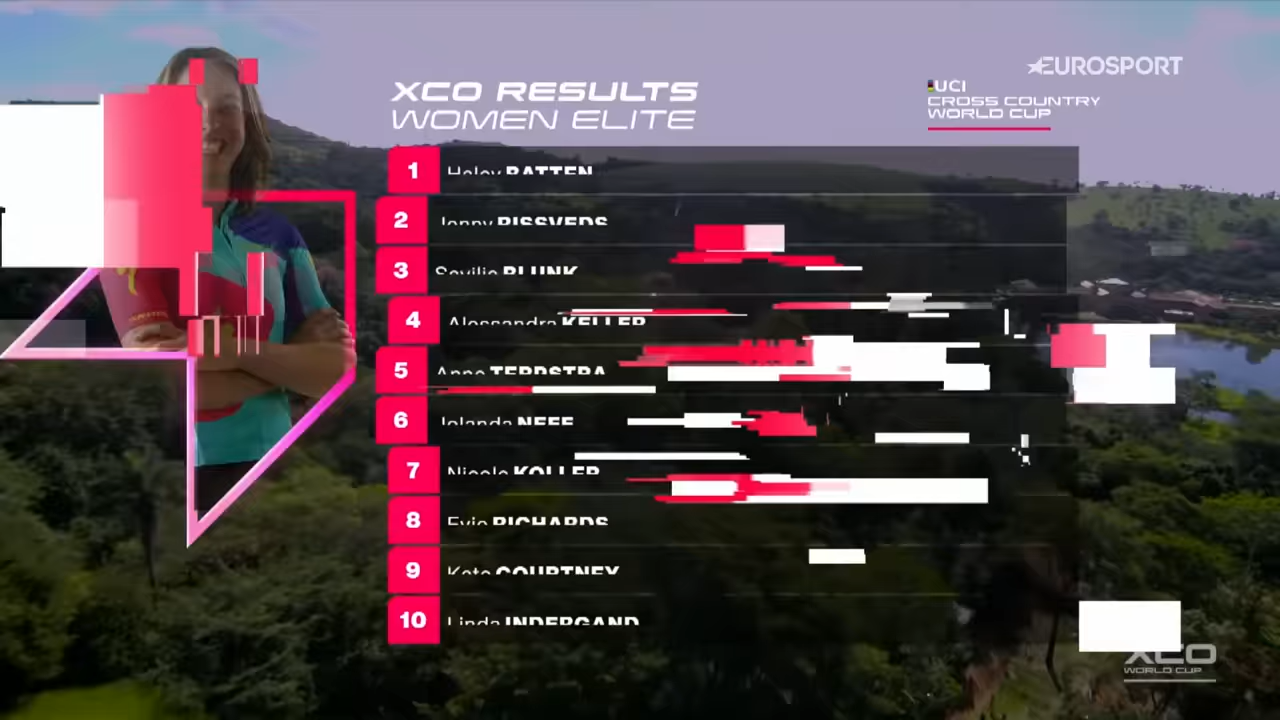 EUROSPORT
XCO RESULTS
WOMEN ELITE
UCI
CROSS COUNTRY
WORLD CUP
1 Haley BATTEN
2 Jenny RISSVEDS
3 Savilia BLUNK
4 Alessandra KELLER
5 Anne TERPSTRA
6 Jolanda NEFF
7 Nicole KOLLER
8 Evie RICHARDS
9 Kate COURTNEY
10 Linda INDERGAND
XCO
WORLD CUP